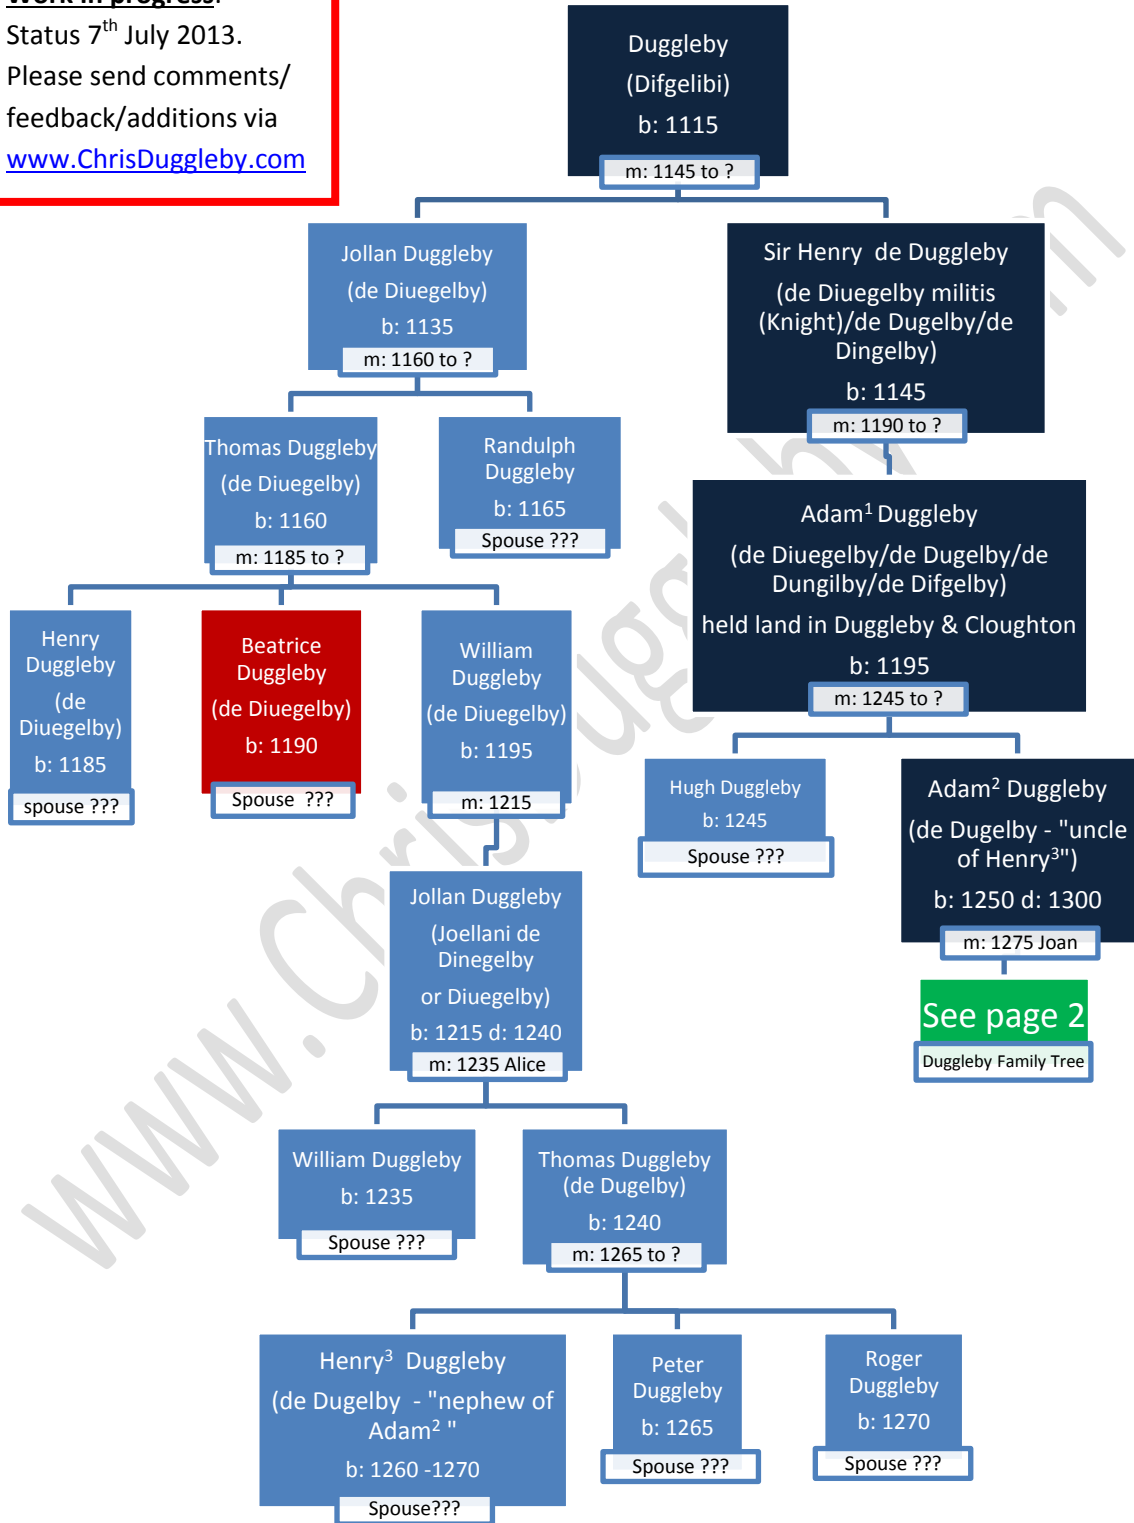 Work in progress.
Status 7th July 2013.
Please send comments/
feedback/additions via
www.ChrisDuggleby.com
Duggleby
(Difgelibi)
b: 1115
m: 1145 to ?
Jollan Duggleby
(de Diuegelby)
b: 1135
m: 1160 to ?
Sir Henry de Duggleby
(de Diuegelby militis
(Knight)/de Dugelby/de
Dingelby)
b: 1145
m: 1190 to ?
Thomas Duggleby
(de Diuegelby)
b: 1160
m: 1185 to ?
Randulph
Duggleby
b: 1165
Spouse ???
Adam1 Duggleby
(de Diuegelby/de Dugelby/de
Dungilby/de Difgelby)
held land in Duggleby & Cloughton
b: 1195
m: 1245 to ?
Henry
Duggleby
(de
Diuegelby)
b: 1185
spouse ???
Beatrice
Duggleby
(de Diuegelby)
b: 1190
Spouse ???
William
Duggleby
(de Diuegelby)
b: 1195
m: 1215
Hugh Duggleby
b: 1245
Spouse ???
Adam2 Duggleby
(de Dugelby - "uncle
of Henry3")
b: 1250 d: 1300
m: 1275 Joan
See page 2
Duggleby Family Tree
Jollan Duggleby
(Joellani de
Dinegelby
or Diuegelby)
b: 1215 d: 1240
m: 1235 Alice
William Duggleby
b: 1235
Spouse ???
Thomas Duggleby
(de Dugelby)
b: 1240
m: 1265 to ?
Henry3 Duggleby
(de Dugelby - "nephew of
Adam2 "
b: 1260 -1270
Spouse???
Peter
Duggleby
b: 1265
Spouse ???
Roger
Duggleby
b: 1270
Spouse ???
www.ChrisDuggleby.com